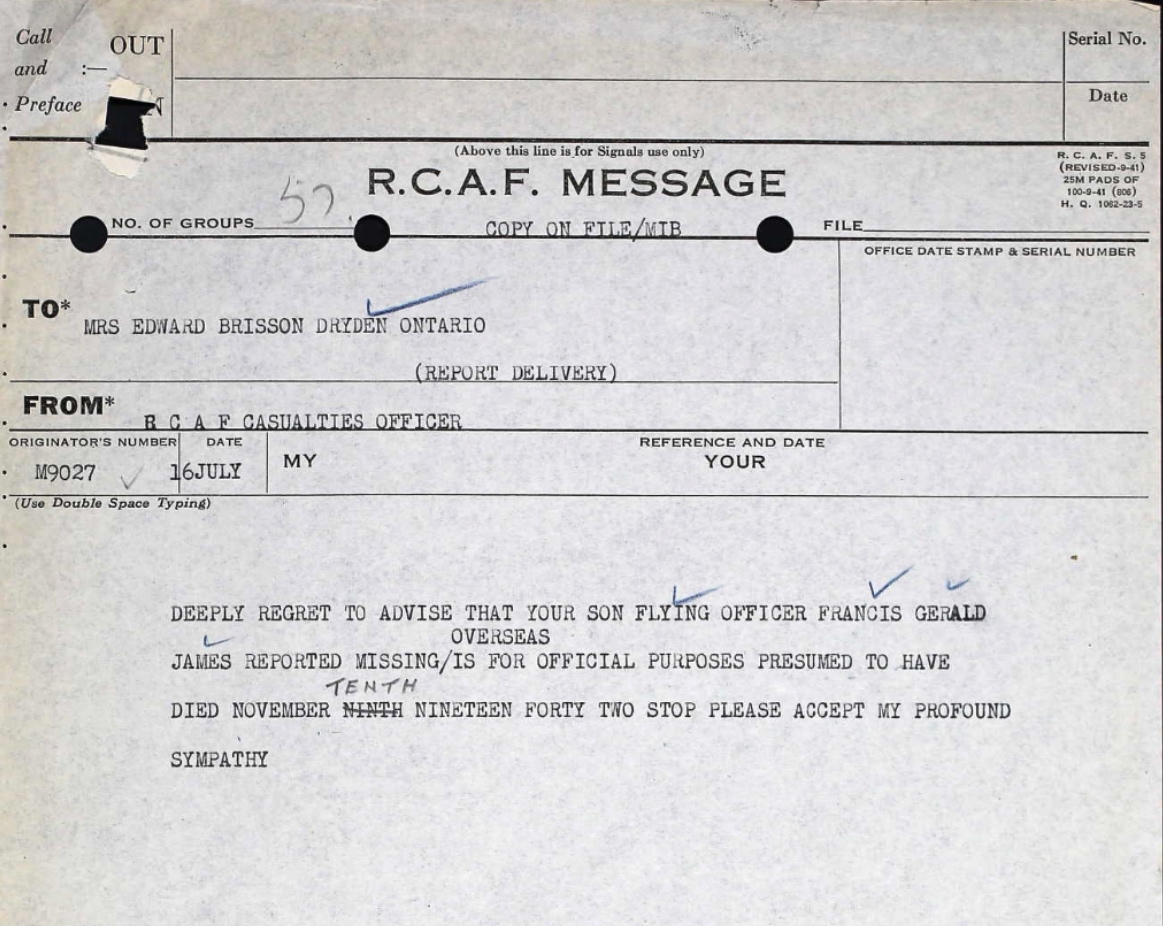 Call OUT Serial No.
and :—
Preface Date
(Above this line is for Signals use only)
R. C. A. F. S. 5
(REVISED-9-41)
25M PADS OF
100-9-41 (806)
H. Q. 1062-23-5
R.C.A.F. MESSAGE
NO. OF GROUPS COPY ON FILE/MIB FILE
OFFICE DATE STAMP & SERIAL NUMBER
TO*
MRS EDWARD BRISSON DRYDEN ONTARIO
(REPORT DELIVERY)
FROM*
R C A F CASUALTIES OFFICER
ORIGINATOR'S NUMBER DATE REFERENCE AND DATE
M9027 16JULY MY YOUR
(Use Double Space Typing)
DEEPLY REGRET TO ADVISE THAT YOUR SON FLYING OFFICER FRANCIS GERALD
OVERSEAS
JAMES REPORTED MISSING/IS FOR OFFICIAL PURPOSES PRESUMED TO HAVE
TENTH
DIED NOVEMBER NINTH NINETEEN FORTY TWO STOP PLEASE ACCEPT MY PROFOUND
SYMPATHY